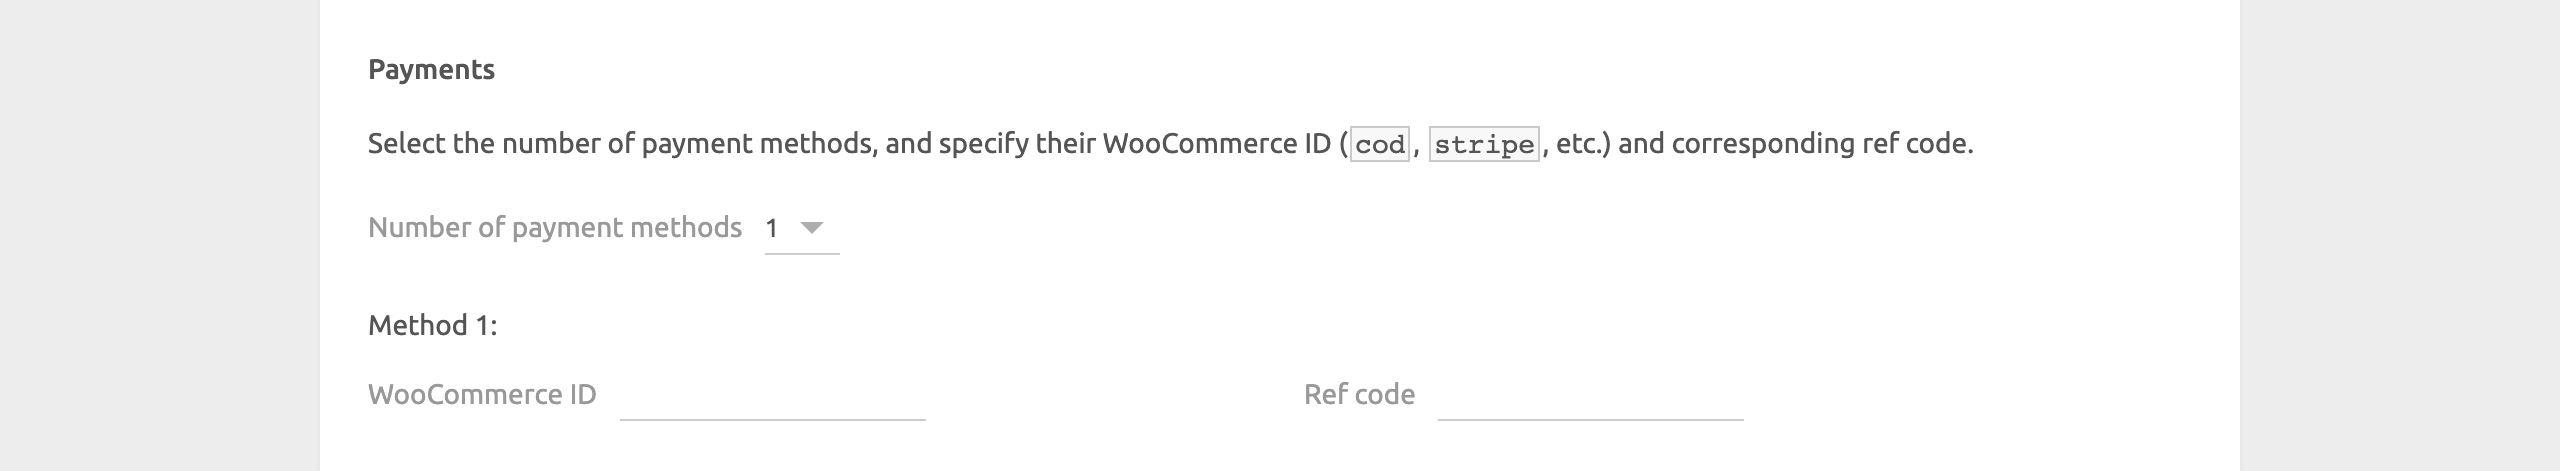 Payments
Select the number of payment methods, and specify their WooCommerce ID (cod, stripe, etc.) and corresponding ref code.
Number of payment methods 1
Method 1:
WooCommerce ID Ref code